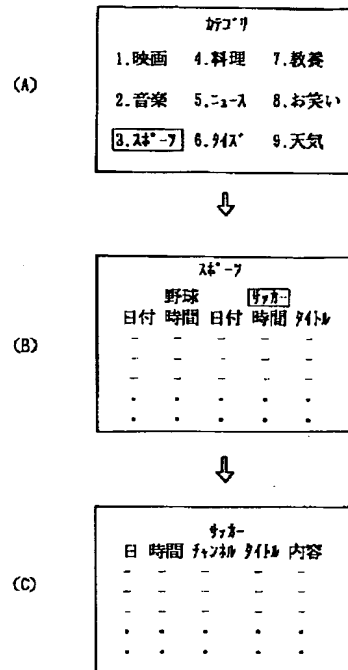 ｶﾃｺﾞﾘ
1.映画 4.料理 7.教養
(A)
2.音楽 5.ﾆｭｰｽ 8.お笑い
3.ｽﾎﾟｰﾂ 6.ｸｲｽﾞ 9.天気
ｽﾎﾟｰﾂ
野球 ｻｯｶｰ
日付 時間 日付 時間 ﾀｲﾄﾙ
(B)
ｻｯｶｰ
日 時間 ﾁｬﾝﾈﾙ ﾀｲﾄﾙ 内容
(C)